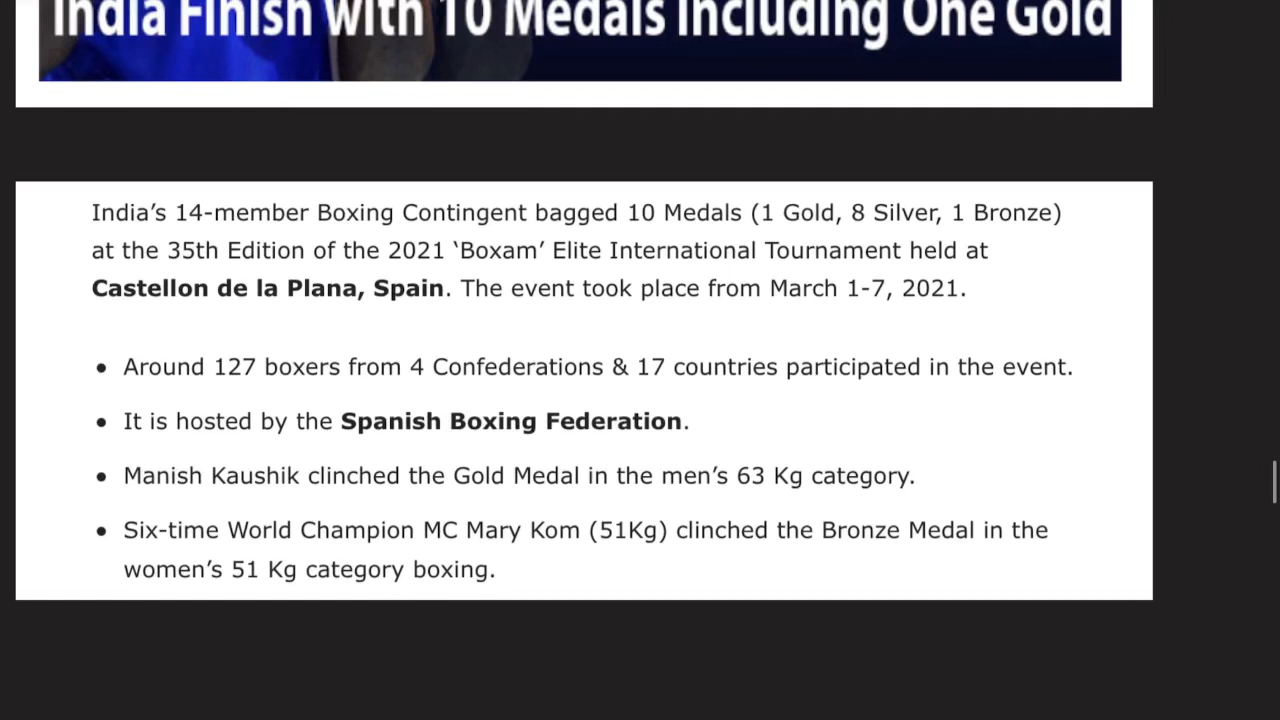 India Finish with 10 Medals Including One Gold
India’s 14-member Boxing Contingent bagged 10 Medals (1 Gold, 8 Silver, 1 Bronze)
at the 35th Edition of the 2021 ‘Boxam’ Elite International Tournament held at
Castellon de la Plana, Spain. The event took place from March 1-7, 2021.
• Around 127 boxers from 4 Confederations & 17 countries participated in the event.
• It is hosted by the Spanish Boxing Federation.
• Manish Kaushik clinched the Gold Medal in the men’s 63 Kg category.
• Six-time World Champion MC Mary Kom (51Kg) clinched the Bronze Medal in the
women’s 51 Kg category boxing.